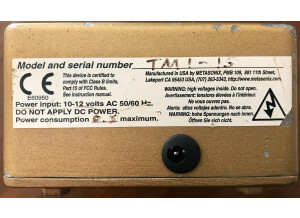 Model and serial number TM1-13
CE
E60950
This device is certified to comply with Class B limits, Part 15 of FCC Rules. See instruction manual.
Manufactured in USA by METASONIX, PMB 109, 881 11th Street, Lakeport CA 95453 USA, (707) 263-5343, http://www.metasonix.com
WARNING: high voltages inside. Do not open.
Avertissement: tensions élevées à l'intérieur. Ne vous ouvrez pas.
Alerta: ¡altos voltajes adentro! No se abra.
Warnung: Hochspannungen nach innen. Öffnen Sie sich nicht.
Power input: 10-12 volts AC 50/60 Hz.
DO NOT APPLY DC POWER.
Power consumption maximum.